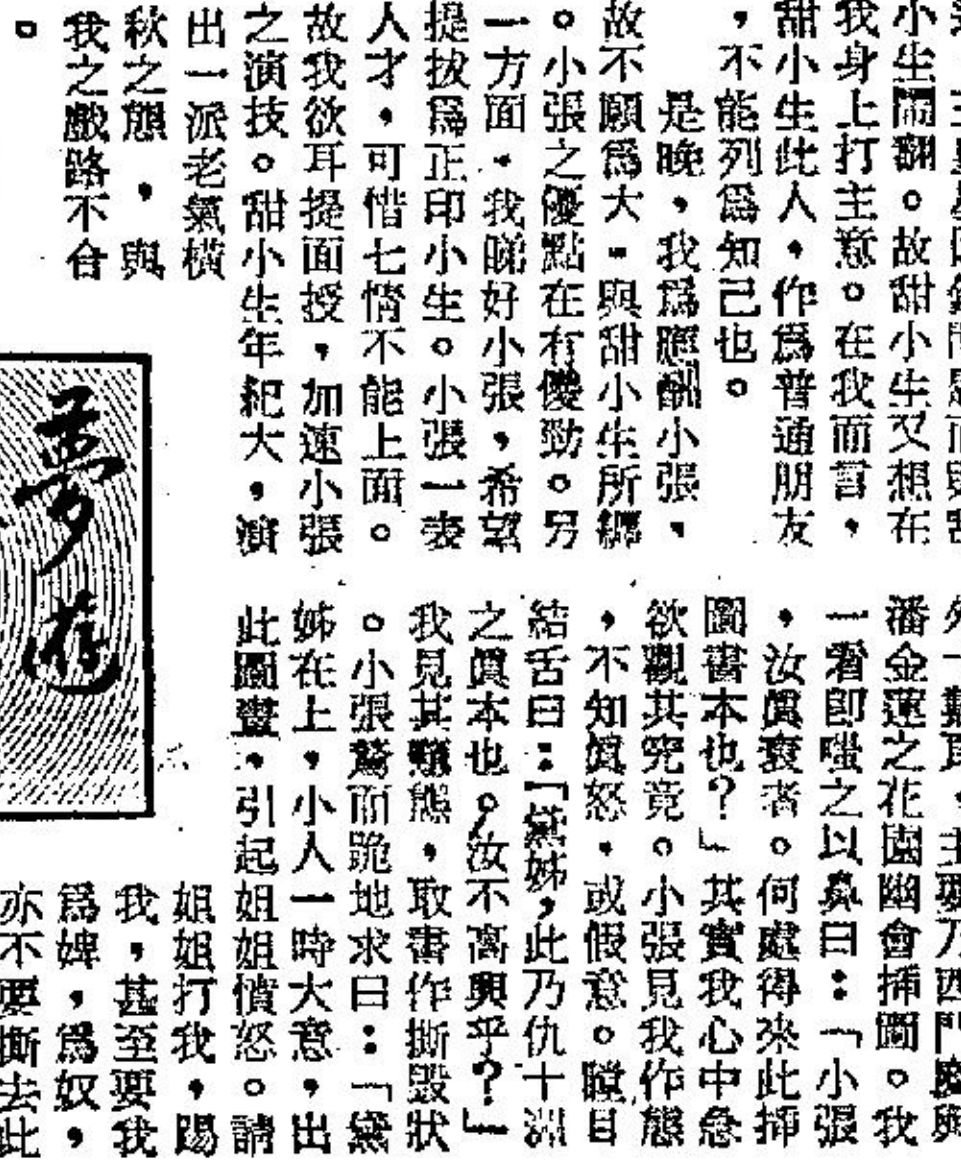 小生鬧翻。故甜小生又想在
我身上打主意。在我而言，
甜小生此人，作爲普通朋友
，不能列爲知己也。
是晚，我爲應酬小張，
故不願爲大，與甜小生所綁
。小張之優點在有儍勁。另
一方面，我睇好小張，希望
提拔爲正印小生。小張一表
人才，可惜七情不能上面。
故我欲耳提面授，加速小張
之演技。甜小生年紀大，演
出一派老氣橫
秋之態，與
我之戲路不合
。
夢遊
潘金蓮之花園幽會插圖。我
一看即嗤之以鼻曰：「小張
，汝眞衰者。何處得來此挿
圖書本也？」其實我心中急
欲觀其究竟。小張見我作態
，不知眞怒，或假意。瞠目
結舌曰：「黛姊，此乃仇十洲
之眞本也。汝不高興乎？」
我見其態，取書作撕毀狀
。小張驚而跪地求曰：「黛
姊在上，小人一時大意，出
此圖畫，引起姐姐憤怒。請
姐姐打我，踢
我，甚至要我
爲婢，爲奴，
亦不要撕去此